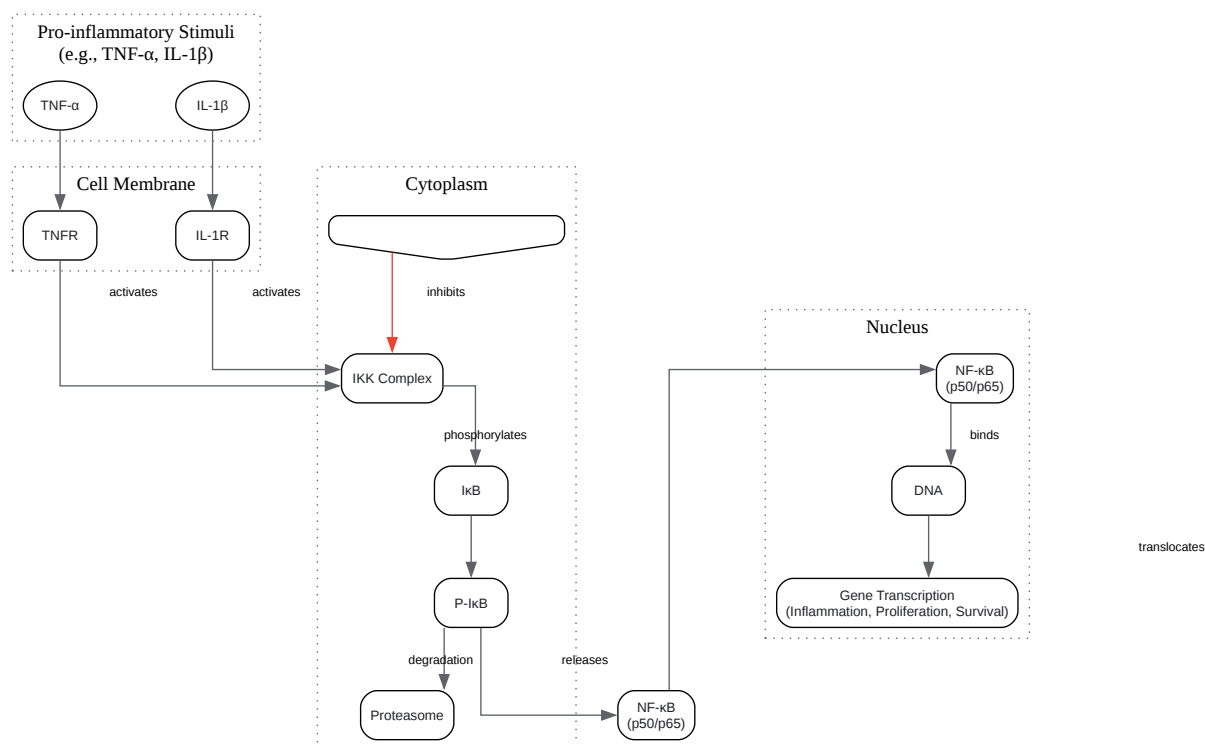 Pro-inflammatory Stimuli
(e.g., TNF-α, IL-1β)
TNF-α
IL-1β
Cell Membrane
TNFR
IL-1R
activates
activates
Cytoplasm
inhibits
IKK Complex
phosphorylates
IκB
P-IκB
degradation
releases
Proteasome
NF-κB
(p50/p65)
Nucleus
NF-κB
(p50/p65)
binds
DNA
translocates
Gene Transcription
(Inflammation, Proliferation, Survival)